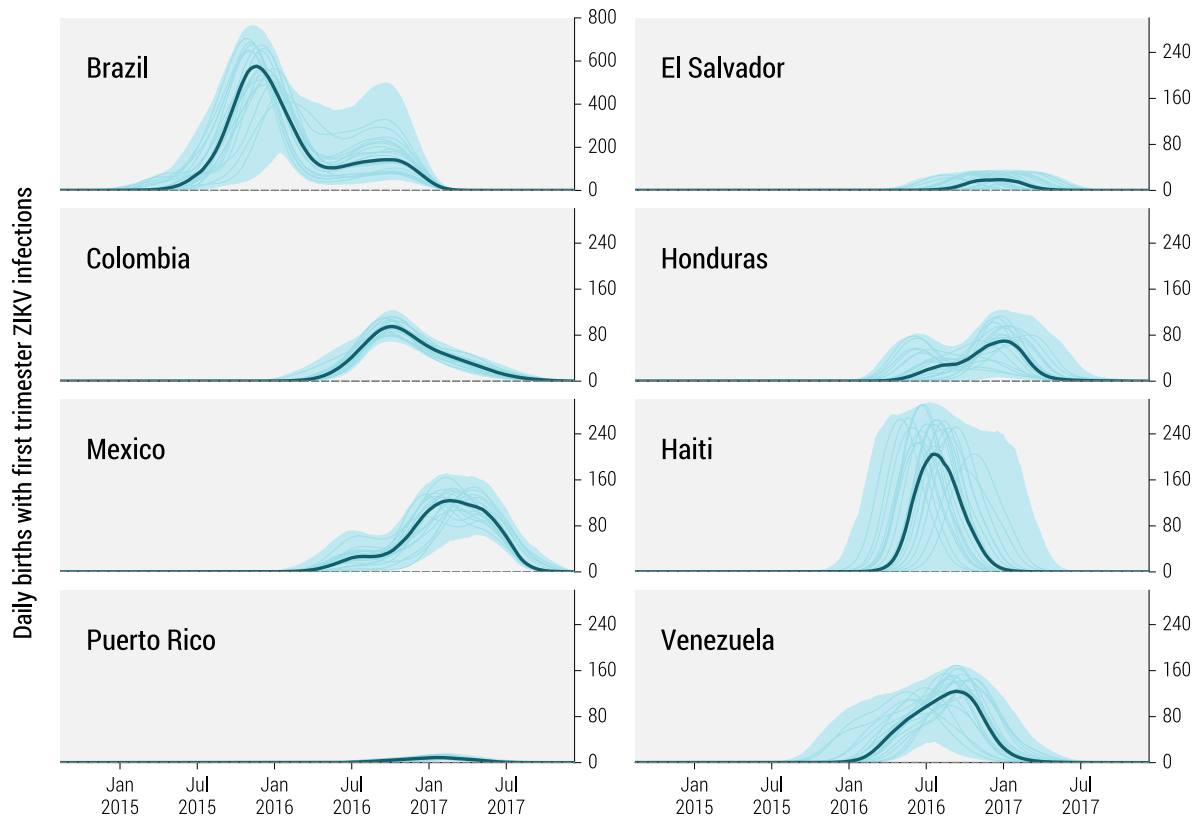 Daily births with first trimester ZIKV infections
Brazil
800
600
400
200
0
El Salvador
240
160
80
0
Colombia
240
160
80
0
Honduras
240
160
80
0
Mexico
240
160
80
0
Haiti
240
160
80
0
Puerto Rico
240
160
80
0
Venezuela
240
160
80
0
Jan Jul Jan Jul Jan Jul
2015 2015 2016 2016 2017 2017
Jan Jul Jan Jul Jan Jul
2015 2015 2016 2016 2017 2017